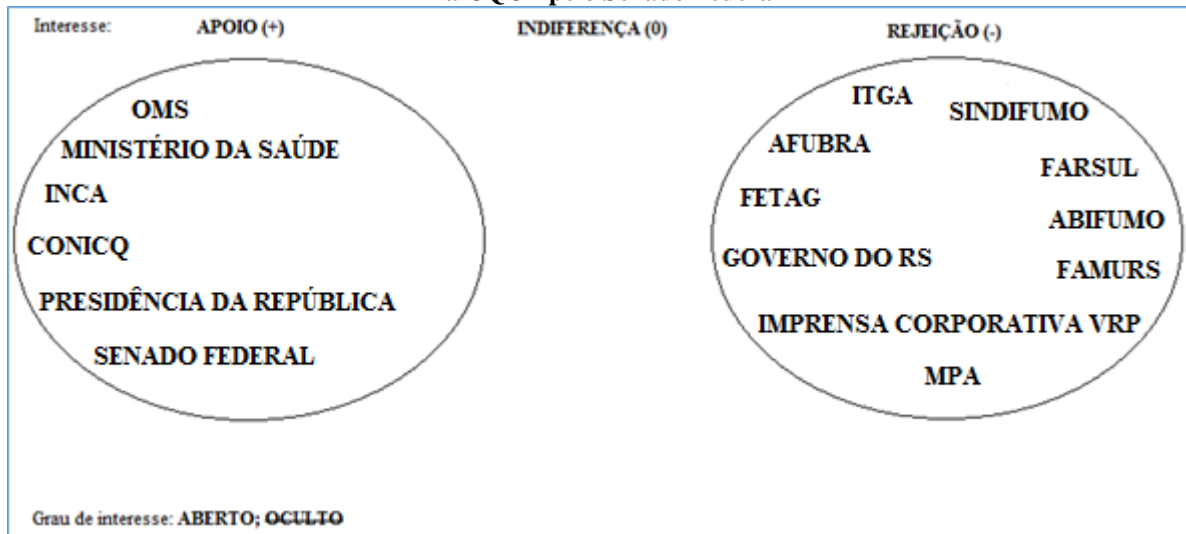 Interesse: APOIO (+) INDIFERENÇA (0) REJEIÇÃO (-)
OMS
MINISTÉRIO DA SAÚDE
INCA
CONICQ
PRESIDÊNCIA DA REPÚBLICA
SENADO FEDERAL
ITGA
SINDIFUMO
AFUBRA
FARSUL
FETAG
ABIFUMO
GOVERNO DO RS
FAMURS
IMPRENSA CORPORATIVA VRP
MPA
Grau de interesse: ABERTO; OCULTO